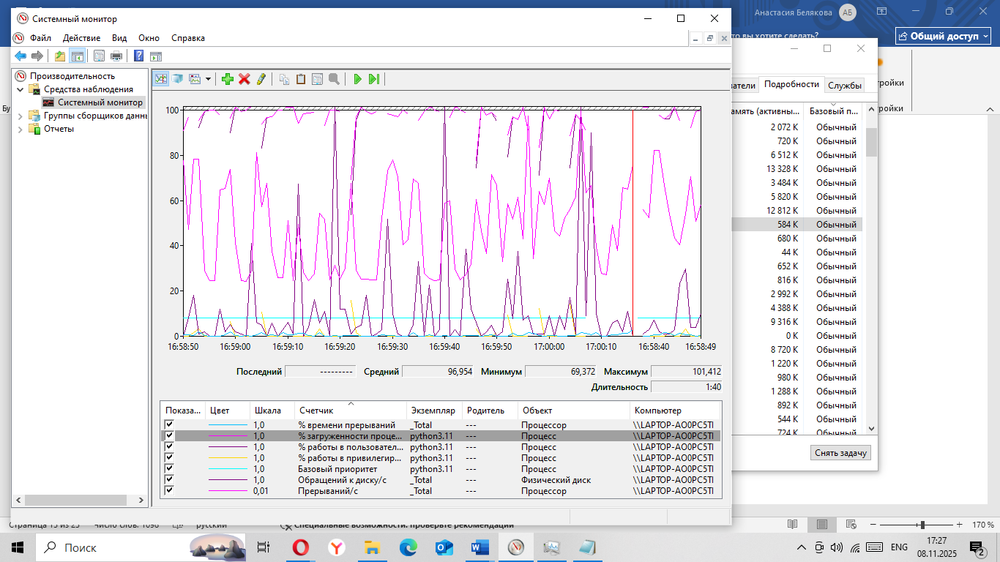 Системный монитор
Анастасия Белякова АБ
Файл Действие Вид Окно Справка
что вы хотите сделать?
Общий доступ
Производительность
Средства наблюдения
Системный монитор
Группы сборщиков данн
Отчеты
Подробности Службы
Базовый п...
2 072 K Обычный
720 K Обычный
6 512 K Обычный
13 328 K Обычный
3 484 K Обычный
5 820 K Обычный
12 812 K Обычный
584 K Обычный
680 K Обычный
44 K Обычный
652 K Обычный
816 K Обычный
2 992 K Обычный
4 388 K Обычный
9 316 K Обычный
0 K Обычный
8 720 K Обычный
1 220 K Обычный
980 K Обычный
1 288 K Обычный
892 K Обычный
544 K Обычный
724 K Обычный
Снять задачу
100
80
60
40
20
0
16:58:50 16:59:00 16:59:10 16:59:20 16:59:30 16:59:40 16:59:50 17:00:00 17:00:10 16:58:40 16:58:49
Последний --------- Средний 96,954 Минимум 69,372 Максимум 101,412
Длительность 1:40
Показа... Цвет Шкала Счетчик Экземпляр Родитель Объект Компьютер
1,0 % времени прерываний _Total --- Процессор \\LAPTOP-AO0PC5TI
1,0 % загруженности проце... python3.11 --- Процесс \\LAPTOP-AO0PC5TI
1,0 % работы в пользовател... python3.11 --- Процесс \\LAPTOP-AO0PC5TI
1,0 % работы в привилегир... python3.11 --- Процесс \\LAPTOP-AO0PC5TI
1,0 Базовый приоритет python3.11 --- Процесс \\LAPTOP-AO0PC5TI
1,0 Обращений к диску/с _Total --- Физический диск \\LAPTOP-AO0PC5TI
0,01 Прерываний/с _Total --- Процессор \\LAPTOP-AO0PC5TI
Страница 15 из 25 Число слов: 1096 русский Специальные возможности: проверьте рекомендации 170 %
Поиск
ENG
17:27
08.11.2025
2